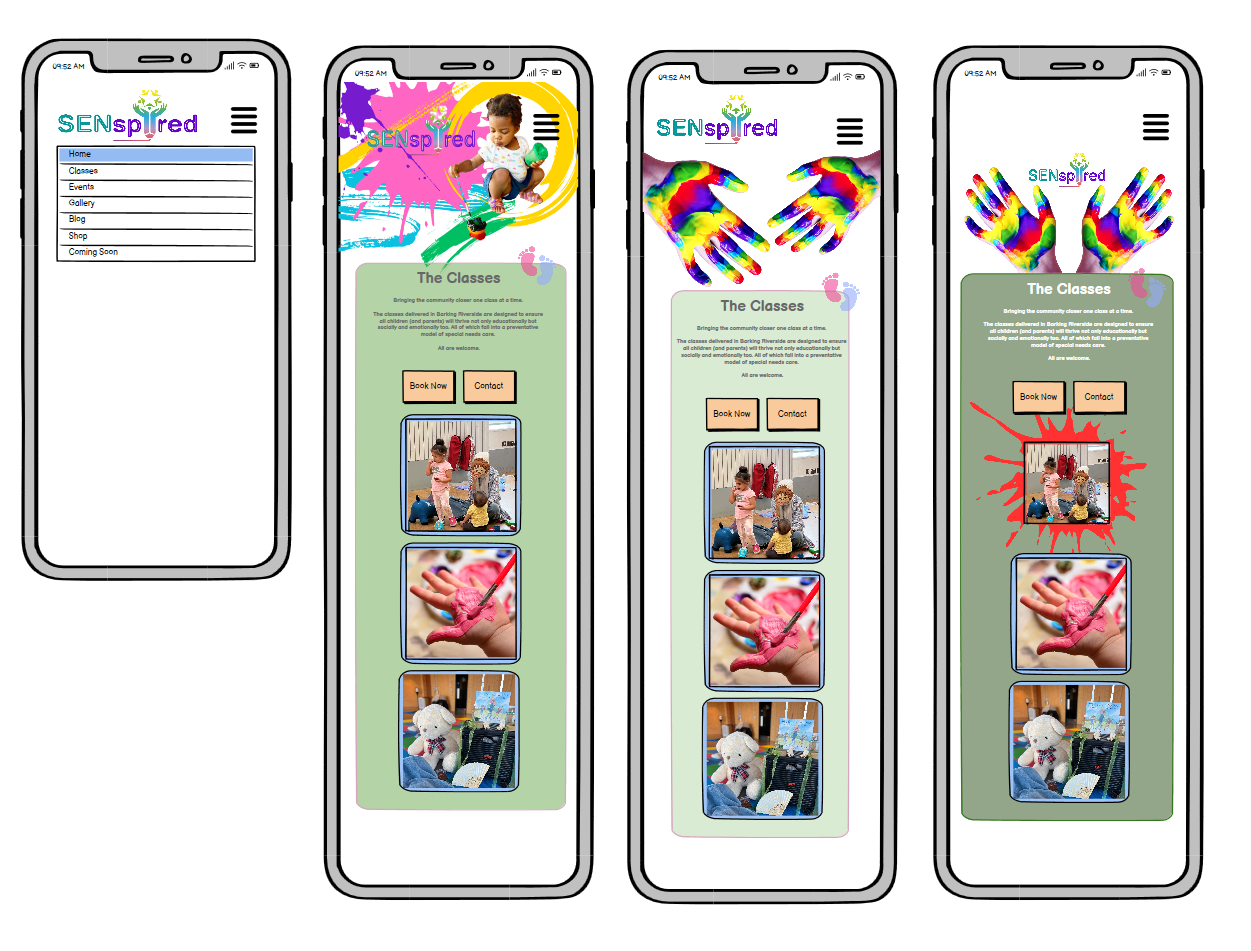 09:52 AM
SENspired
Home
Classes
Events
Gallery
Blog
Shop
Coming Soon
09:52 AM
SENspired
The Classes
Bringing the community closer one class at a time.
The classes delivered in Barking Riverside are designed to ensure
all children (and parents) will thrive not only educationally but
socially and emotionally too. All of which fall into a preventative
model of special needs care.
All are welcome.
Book Now
Contact
09:52 AM
SENspired
The Classes
Bringing the community closer one class at a time.
The classes delivered in Barking Riverside are designed to ensure
all children (and parents) will thrive not only educationally but
socially and emotionally too. All of which fall into a preventative
model of special needs care.
All are welcome.
Book Now
Contact
09:52 AM
SENspired
The Classes
Bringing the community closer one class at a time.
The classes delivered in Barking Riverside are designed to ensure
all children (and parents) will thrive not only educationally but
socially and emotionally too. All of which fall into a preventative
model of special needs care.
All are welcome.
Book Now
Contact